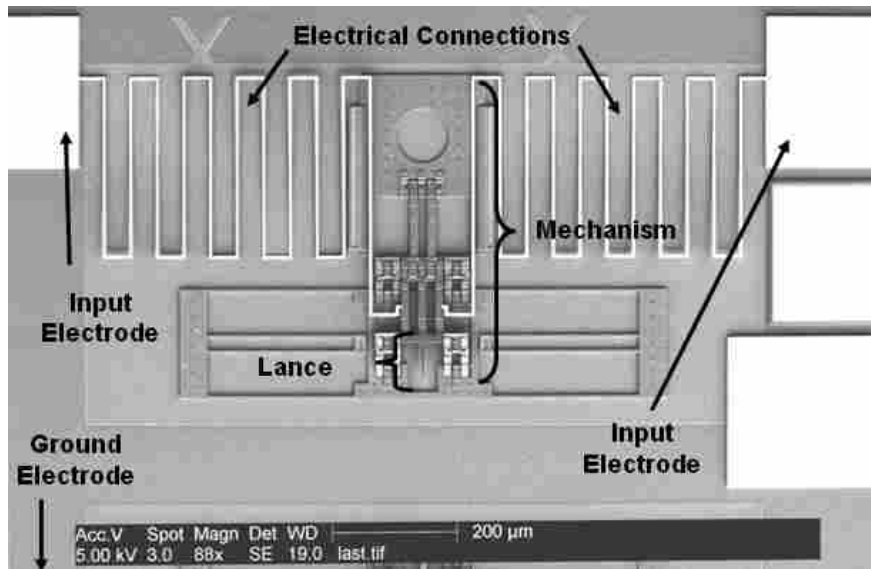 Electrical Connections
Mechanism
Input
Electrode
Lance
Ground
Electrode
Input
Electrode
Acc.V Spot Magn Det WD 200 µm
5.00 kV 3.0 88x SE 19.0 last.tif